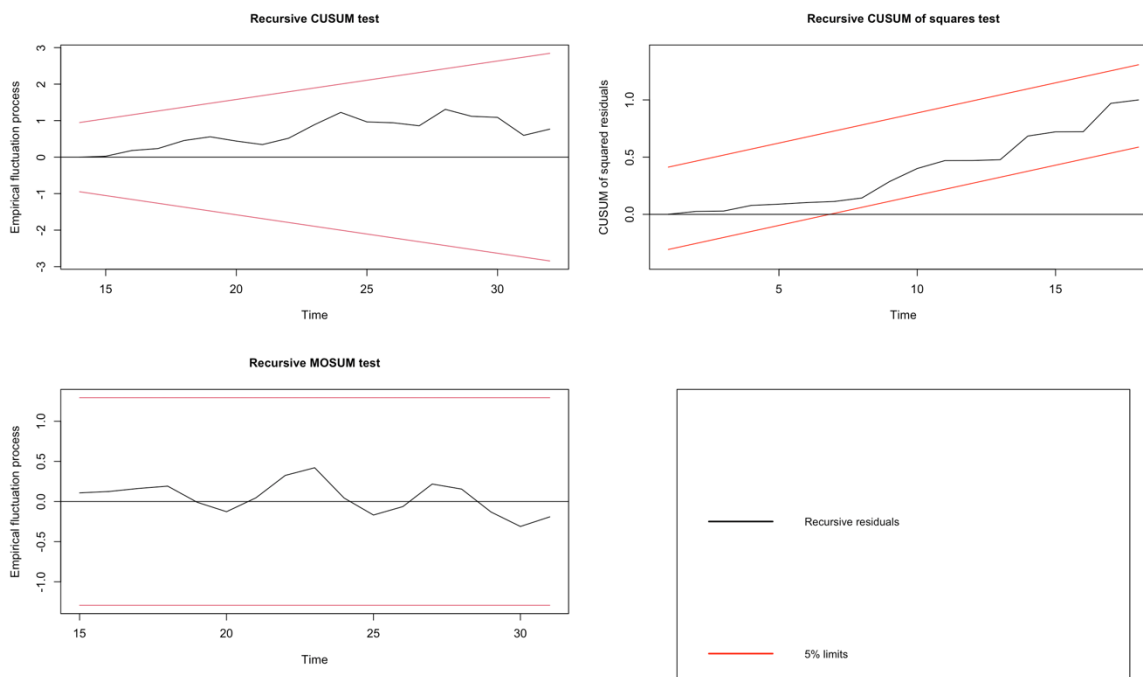 Recursive CUSUM test
Empirical fluctuation process
3
2
1
0
-1
-2
-3
15 20 25 30
Time
Recursive CUSUM of squares test
CUSUM of squared residuals
1.0
0.5
0.0
5 10 15
Time
Recursive MOSUM test
Empirical fluctuation process
1.0
0.5
0.0
-0.5
-1.0
15 20 25 30
Time
Recursive residuals
5% limits